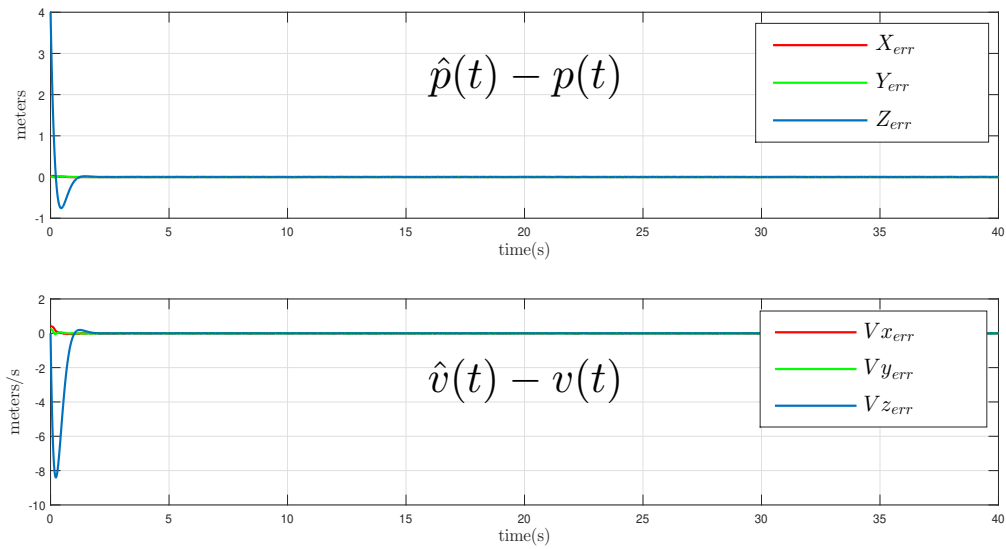 4
3
2
1
0
-1
meters
p̂(t) − p(t)
X_err
Y_err
Z_err
0 5 10 15 20 25 30 35 40
time(s)
2
0
-2
-4
-6
-8
-10
meters/s
v̂(t) − v(t)
Vx_err
Vy_err
Vz_err
0 5 10 15 20 25 30 35 40
time(s)